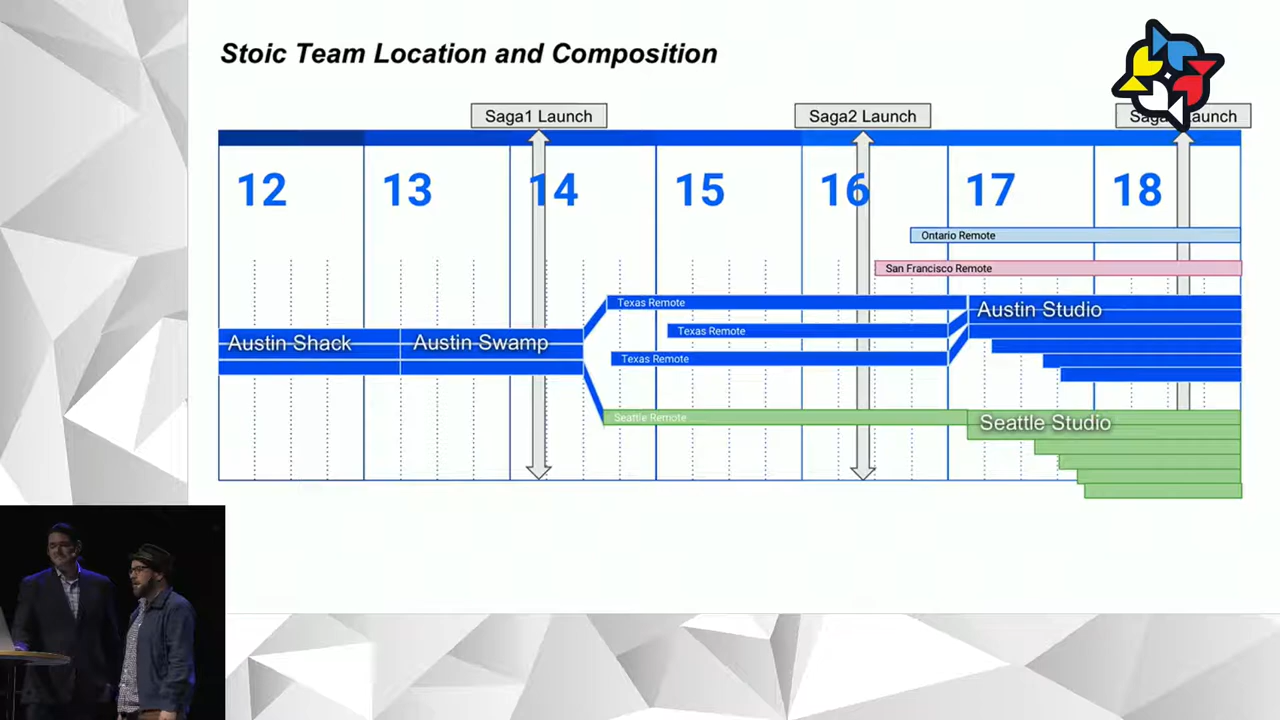 Stoic Team Location and Composition
Saga1 Launch
Saga2 Launch
12
13
14
15
16
17
18
Ontario Remote
San Francisco Remote
Texas Remote
Austin Studio
Texas Remote
Austin Shack
Austin Swamp
Texas Remote
Seattle Remote
Seattle Studio